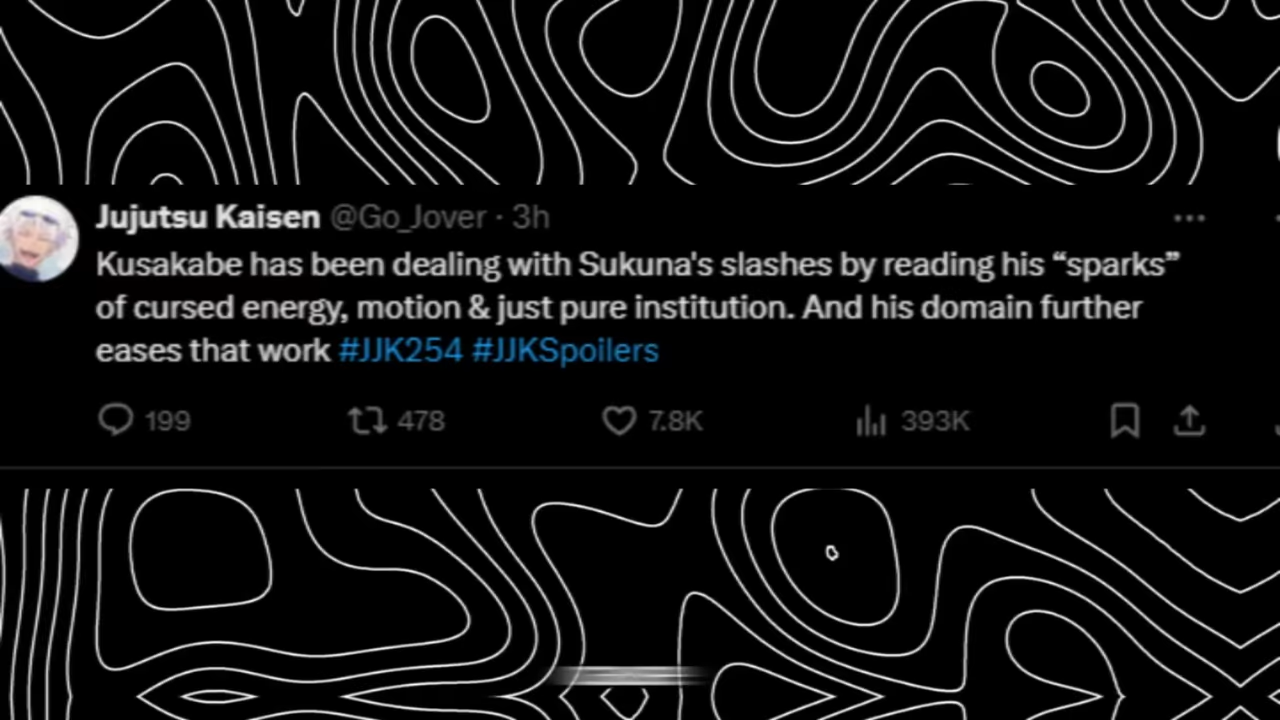 Jujutsu Kaisen @Go_Jover · 3h
Kusakabe has been dealing with Sukuna's slashes by reading his “sparks”
of cursed energy, motion & just pure institution. And his domain further
eases that work #JJK254 #JJKSpoilers
199 478 7.8K 393K